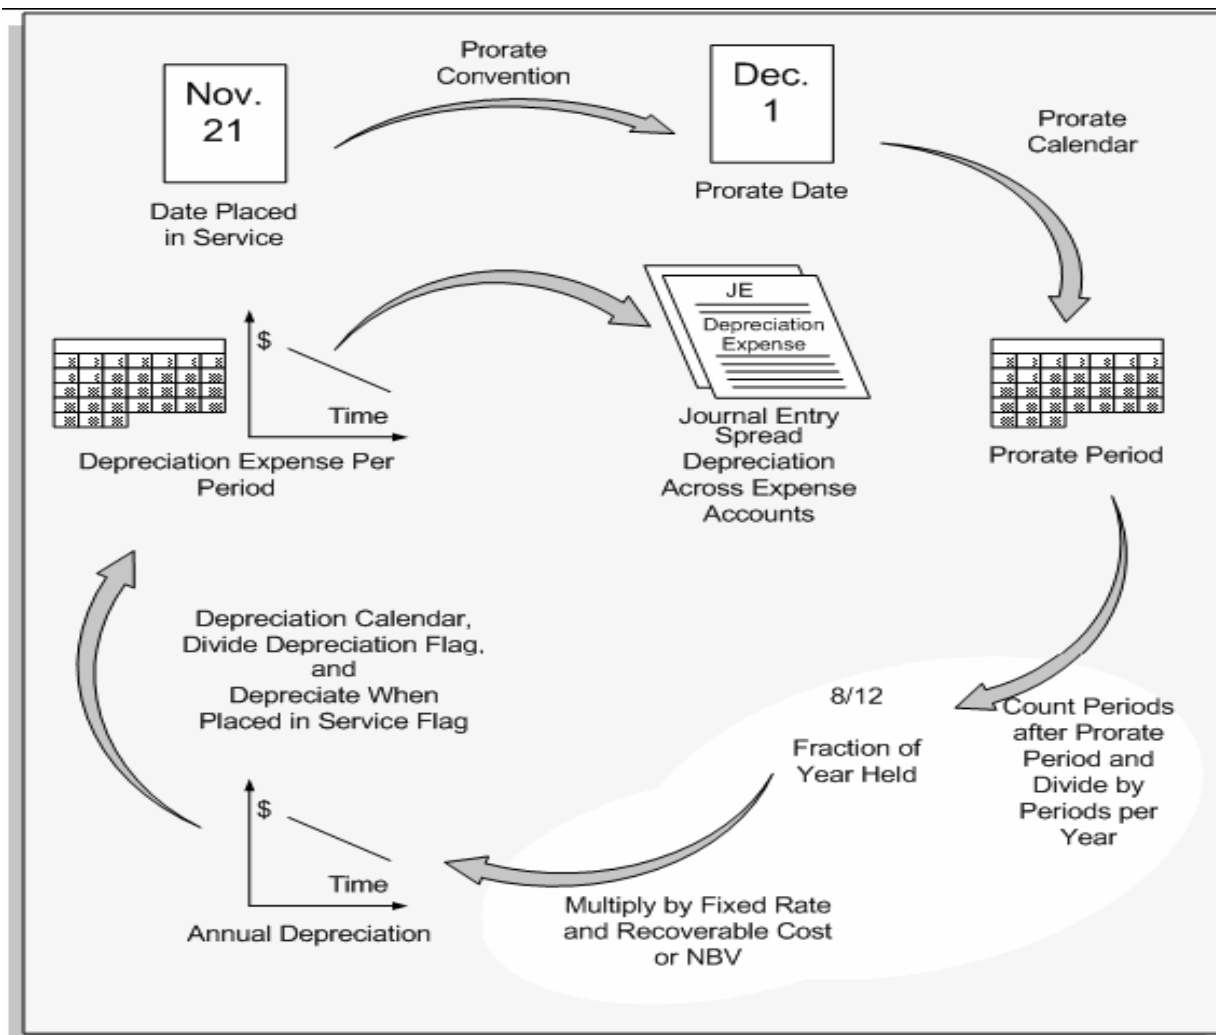 Nov.
21
Date Placed
in Service
Prorate
Convention
Dec.
1
Prorate Date
Prorate
Calendar
Prorate Period
Count Periods
after Prorate
Period and
Divide by
Periods per
Year
8/12
Fraction of
Year Held
Multiply by Fixed Rate
and Recoverable Cost
or NBV
$
Time
Annual Depreciation
Depreciation Calendar,
Divide Depreciation Flag,
and
Depreciate When
Placed in Service Flag
$
Time
Depreciation Expense Per
Period
JE
Depreciation
Expense
Journal Entry
Spread
Depreciation
Across Expense
Accounts